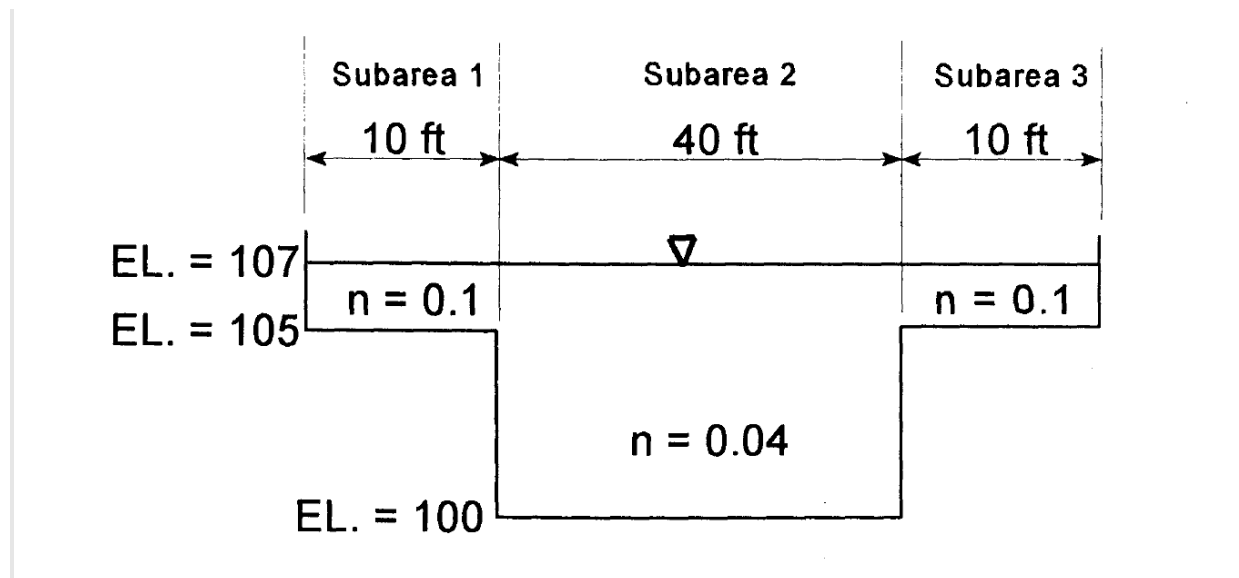 Subarea 1
Subarea 2
Subarea 3
10 ft
40 ft
10 ft
EL. = 107
n = 0.1
n = 0.1
EL. = 105
n = 0.04
EL. = 100